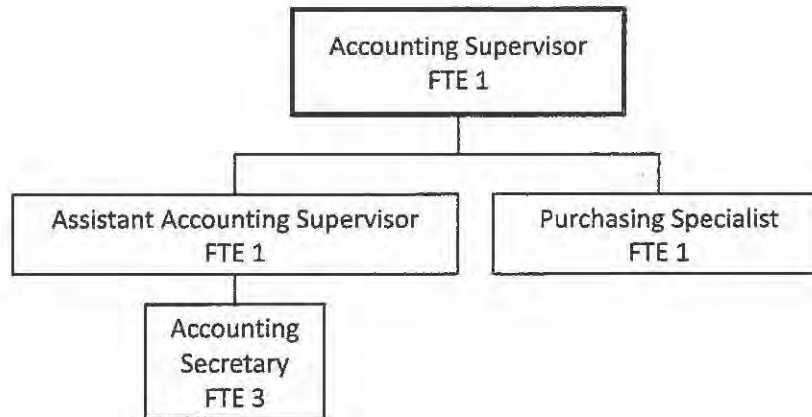 Accounting Supervisor
FTE 1
Assistant Accounting Supervisor
FTE 1
Purchasing Specialist
FTE 1
Accounting
Secretary
FTE 3